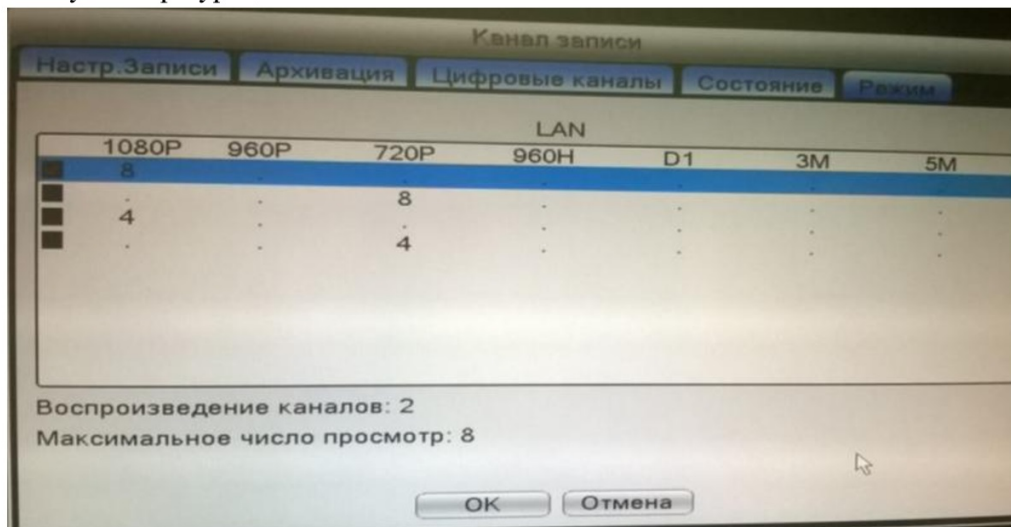 Канал записи
Настр.Записи Архивация Цифровые каналы Состояние Режим
LAN
1080P 960P 720P 960H D1 3M 5M
8 . . . . . .
. . 8 . . . .
4 . . . . . .
. . 4 . . . .
Воспроизведение каналов: 2
Максимальное число просмотр: 8
OK Отмена